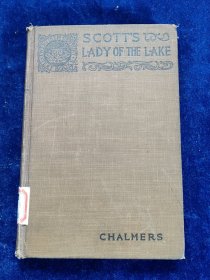 SCOTT'S
LADY OF THE LAKE
CHALMERS